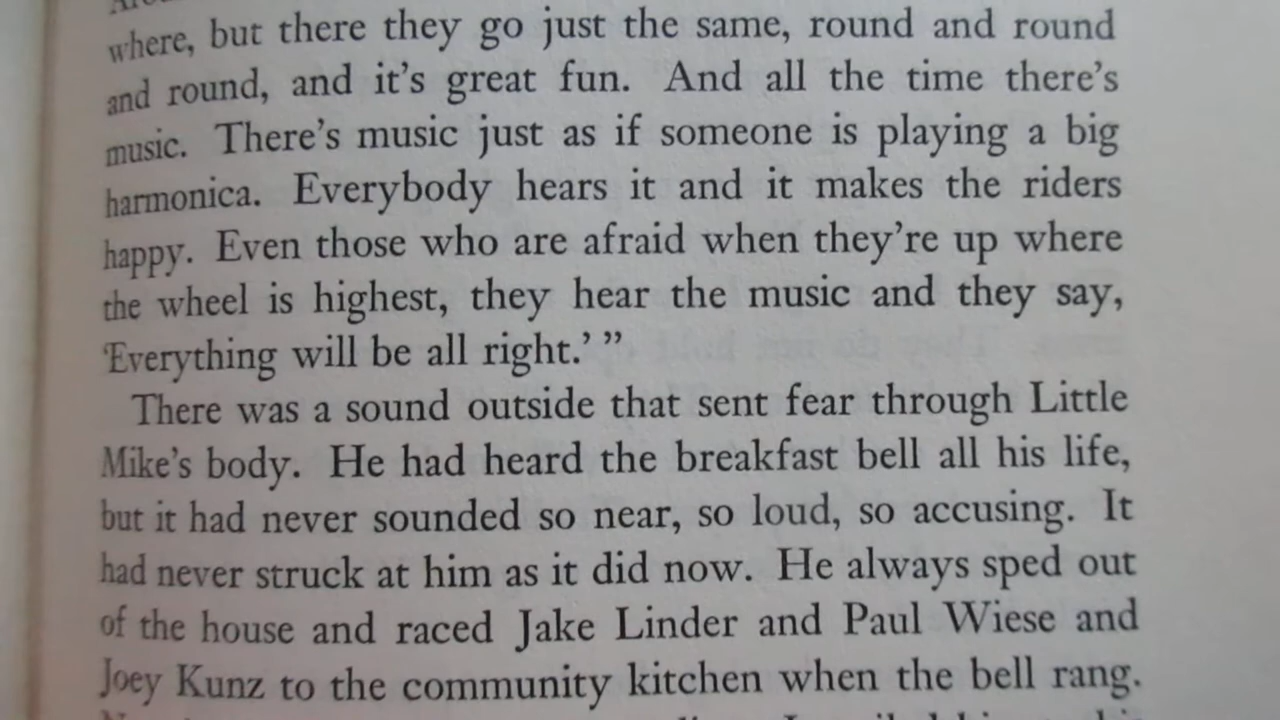 where, but there they go just the same, round and round
and round, and it's great fun. And all the time there's
music. There's music just as if someone is playing a big
harmonica. Everybody hears it and it makes the riders
happy. Even those who are afraid when they're up where
the wheel is highest, they hear the music and they say,
'Everything will be all right.' "
There was a sound outside that sent fear through Little
Mike's body. He had heard the breakfast bell all his life,
but it had never sounded so near, so loud, so accusing. It
had never struck at him as it did now. He always sped out
of the house and raced Jake Linder and Paul Wiese and
Joey Kunz to the community kitchen when the bell rang.